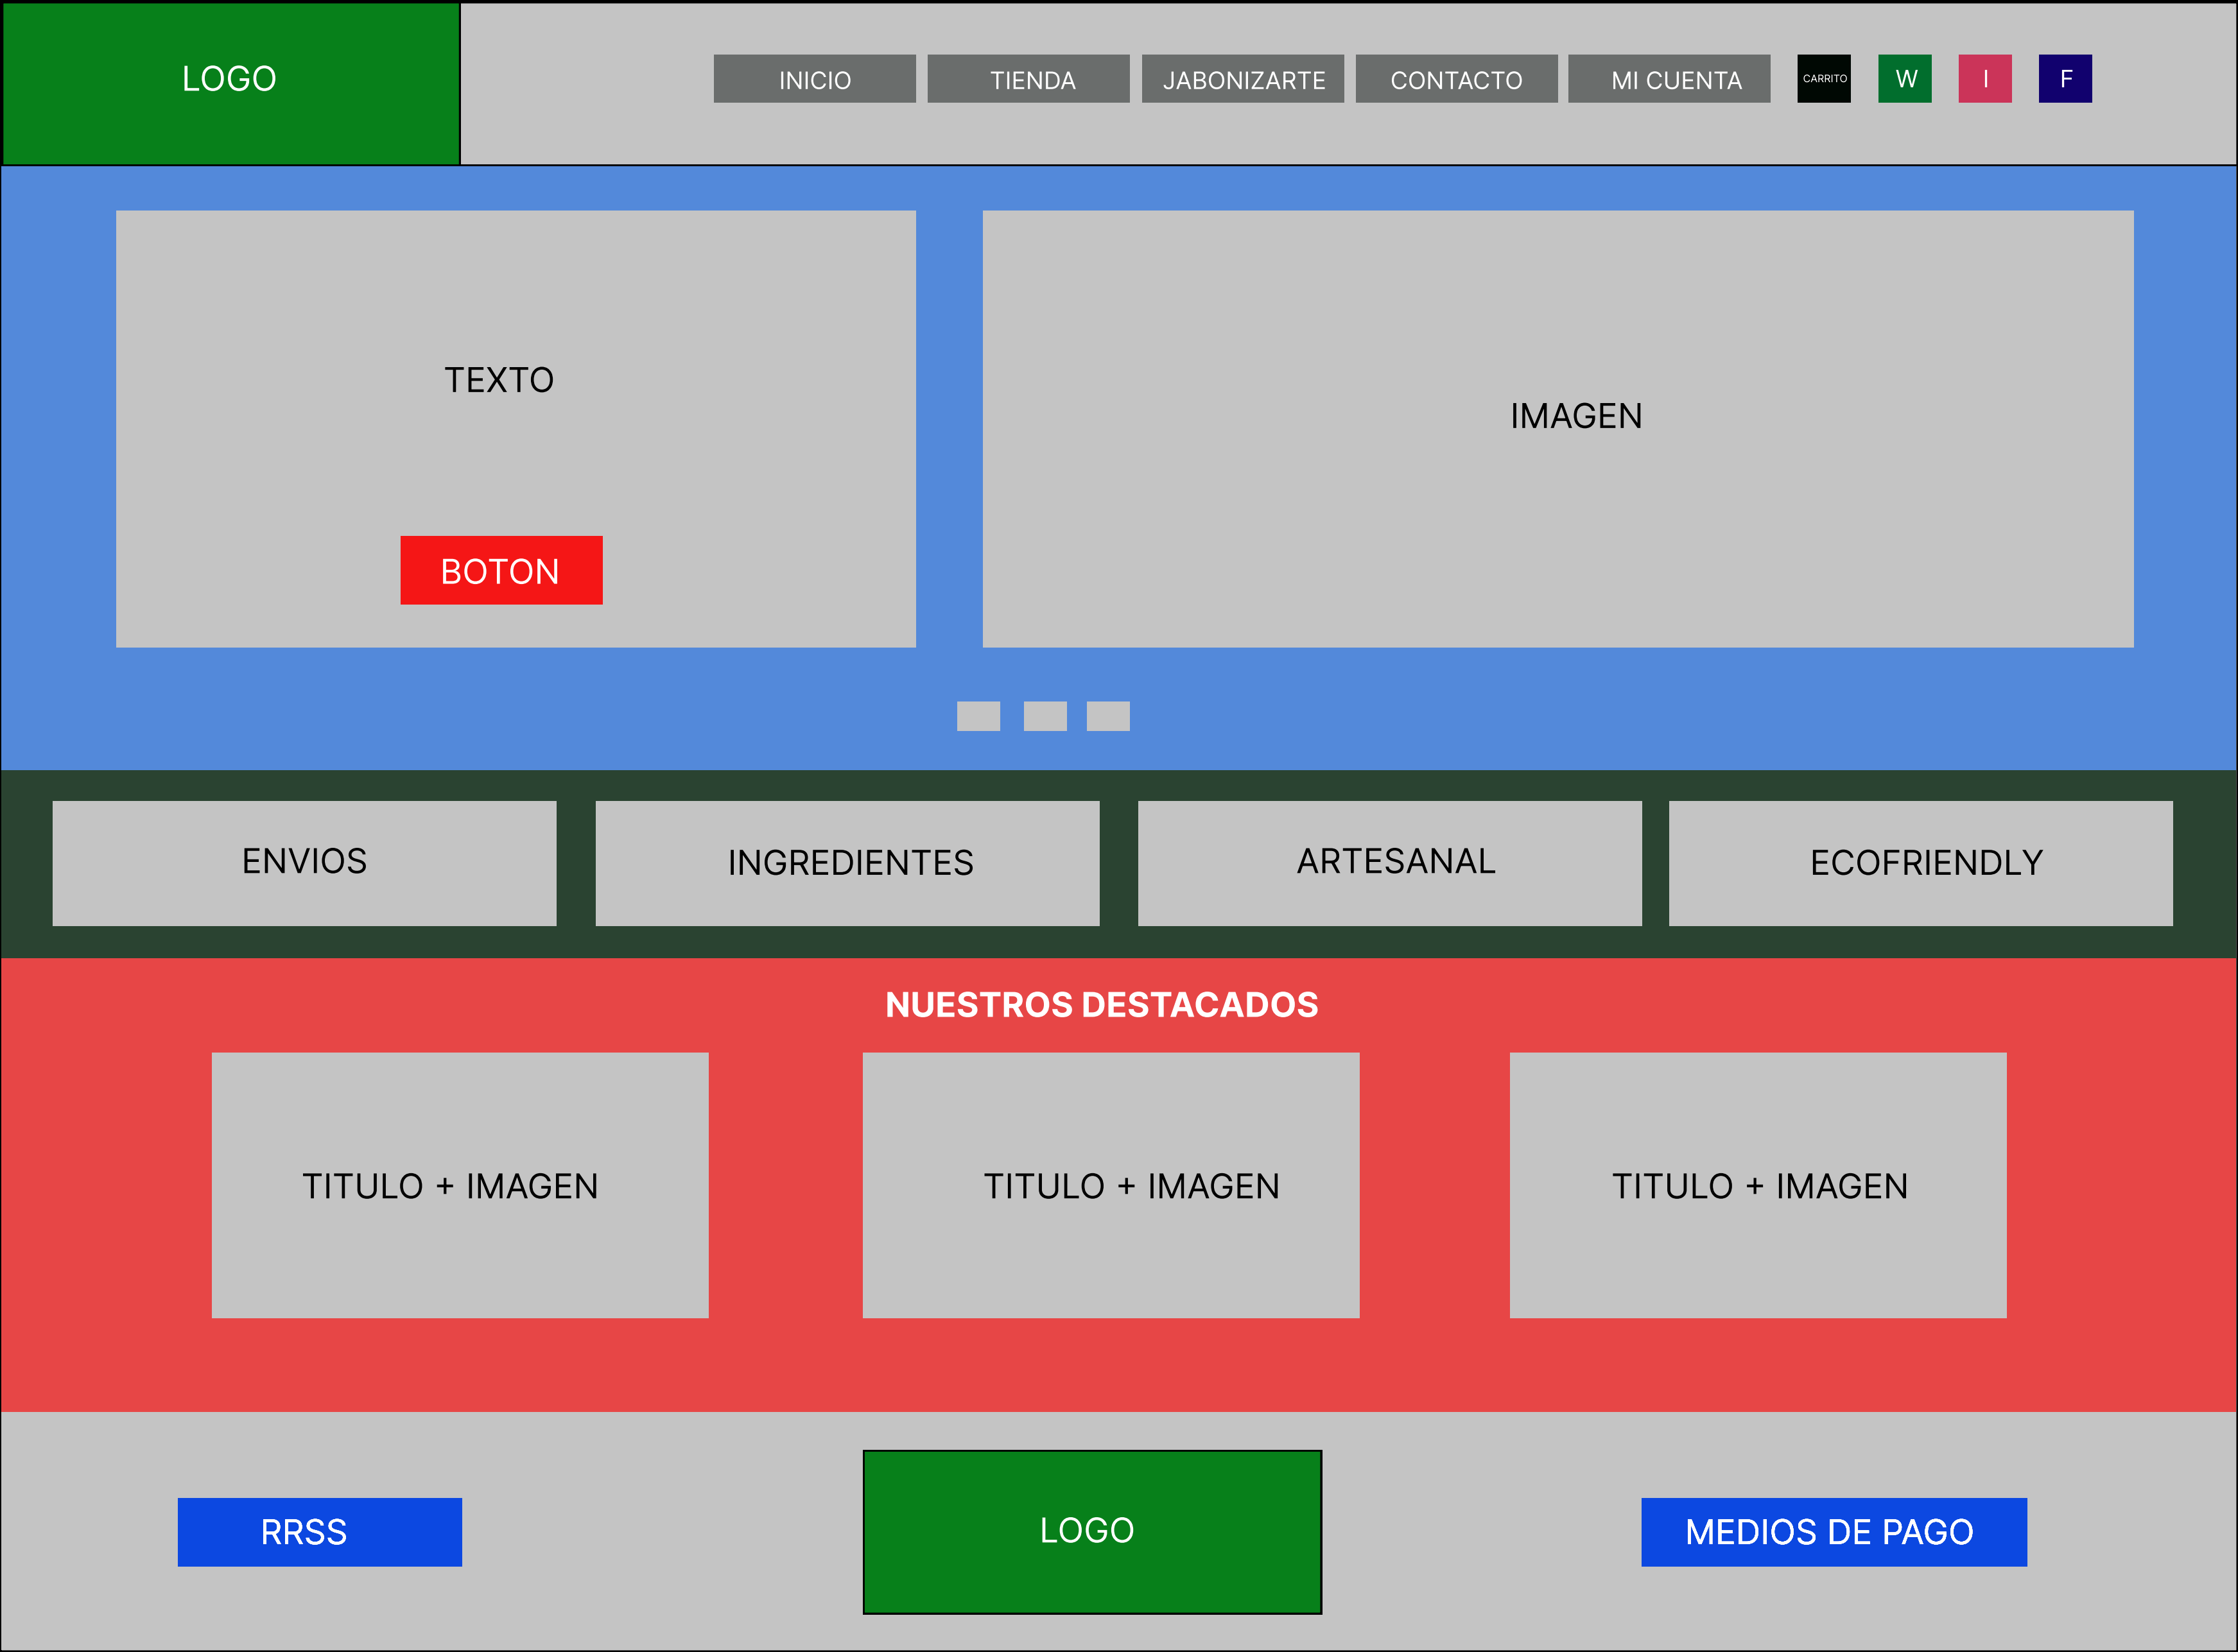 LOGO
INICIO
TIENDA
JABONIZARTE
CONTACTO
MI CUENTA
CARRITO
W
I
F
TEXTO
BOTON
IMAGEN
ENVIOS
INGREDIENTES
ARTESANAL
ECOFRIENDLY
NUESTROS DESTACADOS
TITULO + IMAGEN
TITULO + IMAGEN
TITULO + IMAGEN
RRSS
LOGO
MEDIOS DE PAGO